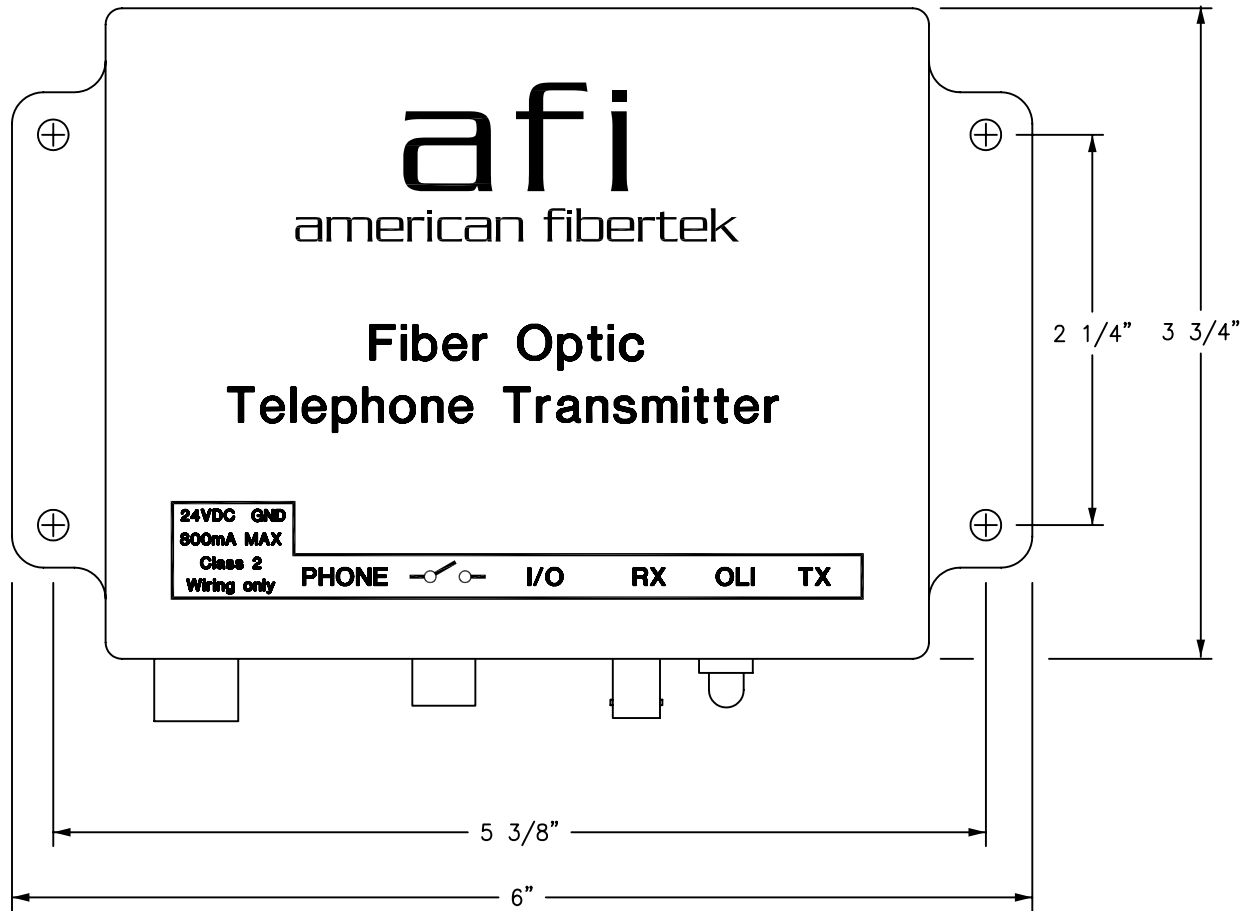 afi
american fibertek
Fiber Optic
Telephone Transmitter
2 1/4”
3 3/4”
24VDC GND
800mA MAX
Class 2
Wiring only
PHONE I/O RX OLI TX
5 3/8”
6”